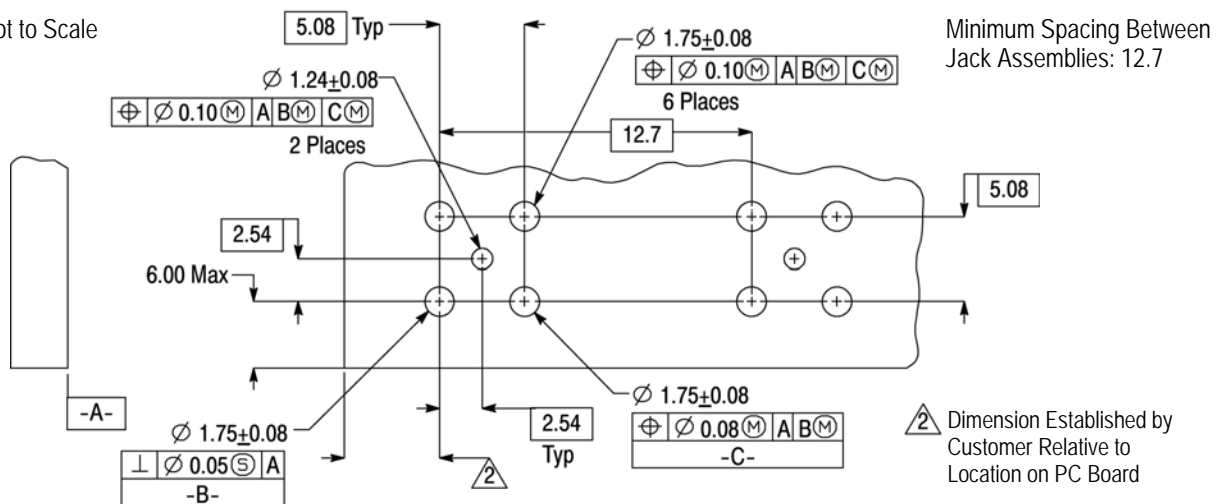 ot to Scale
5.08 Typ
⌀ 1.75±0.08
⌖ ⌀ 0.10Ⓜ A BⓂ CⓂ
6 Places
Minimum Spacing Between
Jack Assemblies: 12.7
⌀ 1.24±0.08
⌖ ⌀ 0.10Ⓜ A BⓂ CⓂ
2 Places
12.7
5.08
2.54
6.00 Max
-A-
⌀ 1.75±0.08
⊥ ⌀ 0.05Ⓢ A
-B-
2.54
Typ
2
⌀ 1.75±0.08
⌖ ⌀ 0.08Ⓜ A BⓂ
-C-
2 Dimension Established by
Customer Relative to
Location on PC Board